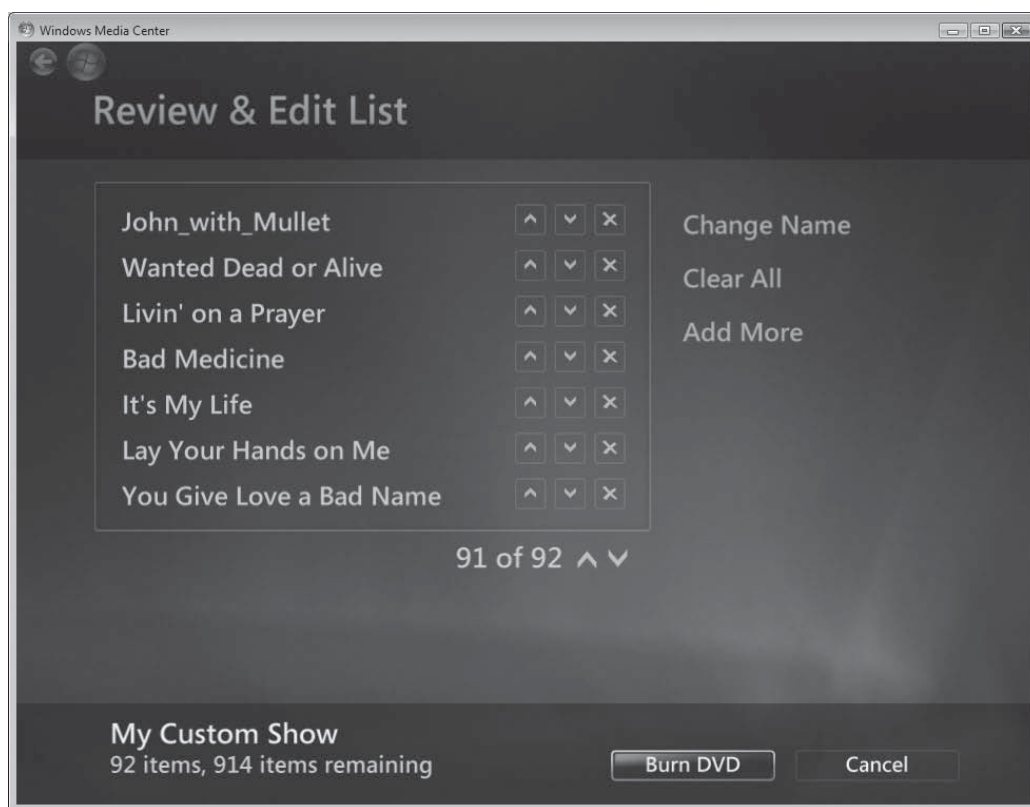 Windows Media Center
Review & Edit List
John_with_Mullet
Wanted Dead or Alive
Livin' on a Prayer
Bad Medicine
It's My Life
Lay Your Hands on Me
You Give Love a Bad Name
Change Name
Clear All
Add More
91 of 92
My Custom Show
92 items, 914 items remaining
Burn DVD
Cancel